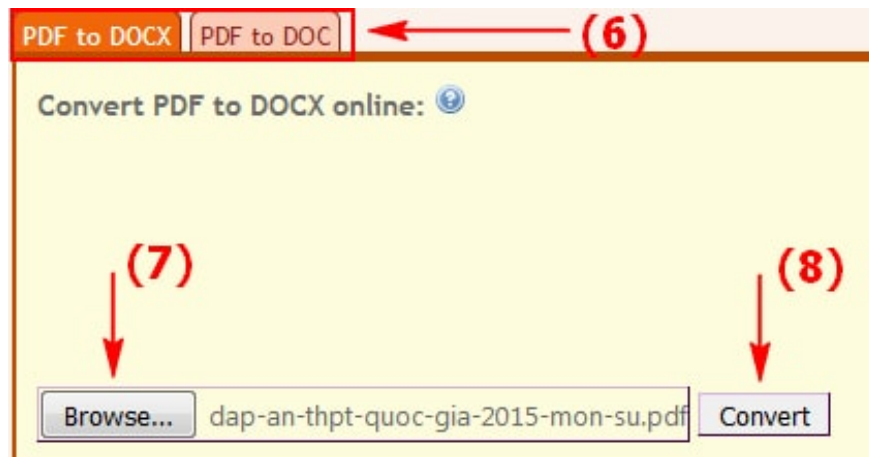 PDF to DOCX PDF to DOC (6)
Convert PDF to DOCX online:
(7)
(8)
Browse... dap-an-thpt-quoc-gia-2015-mon-su.pdf Convert